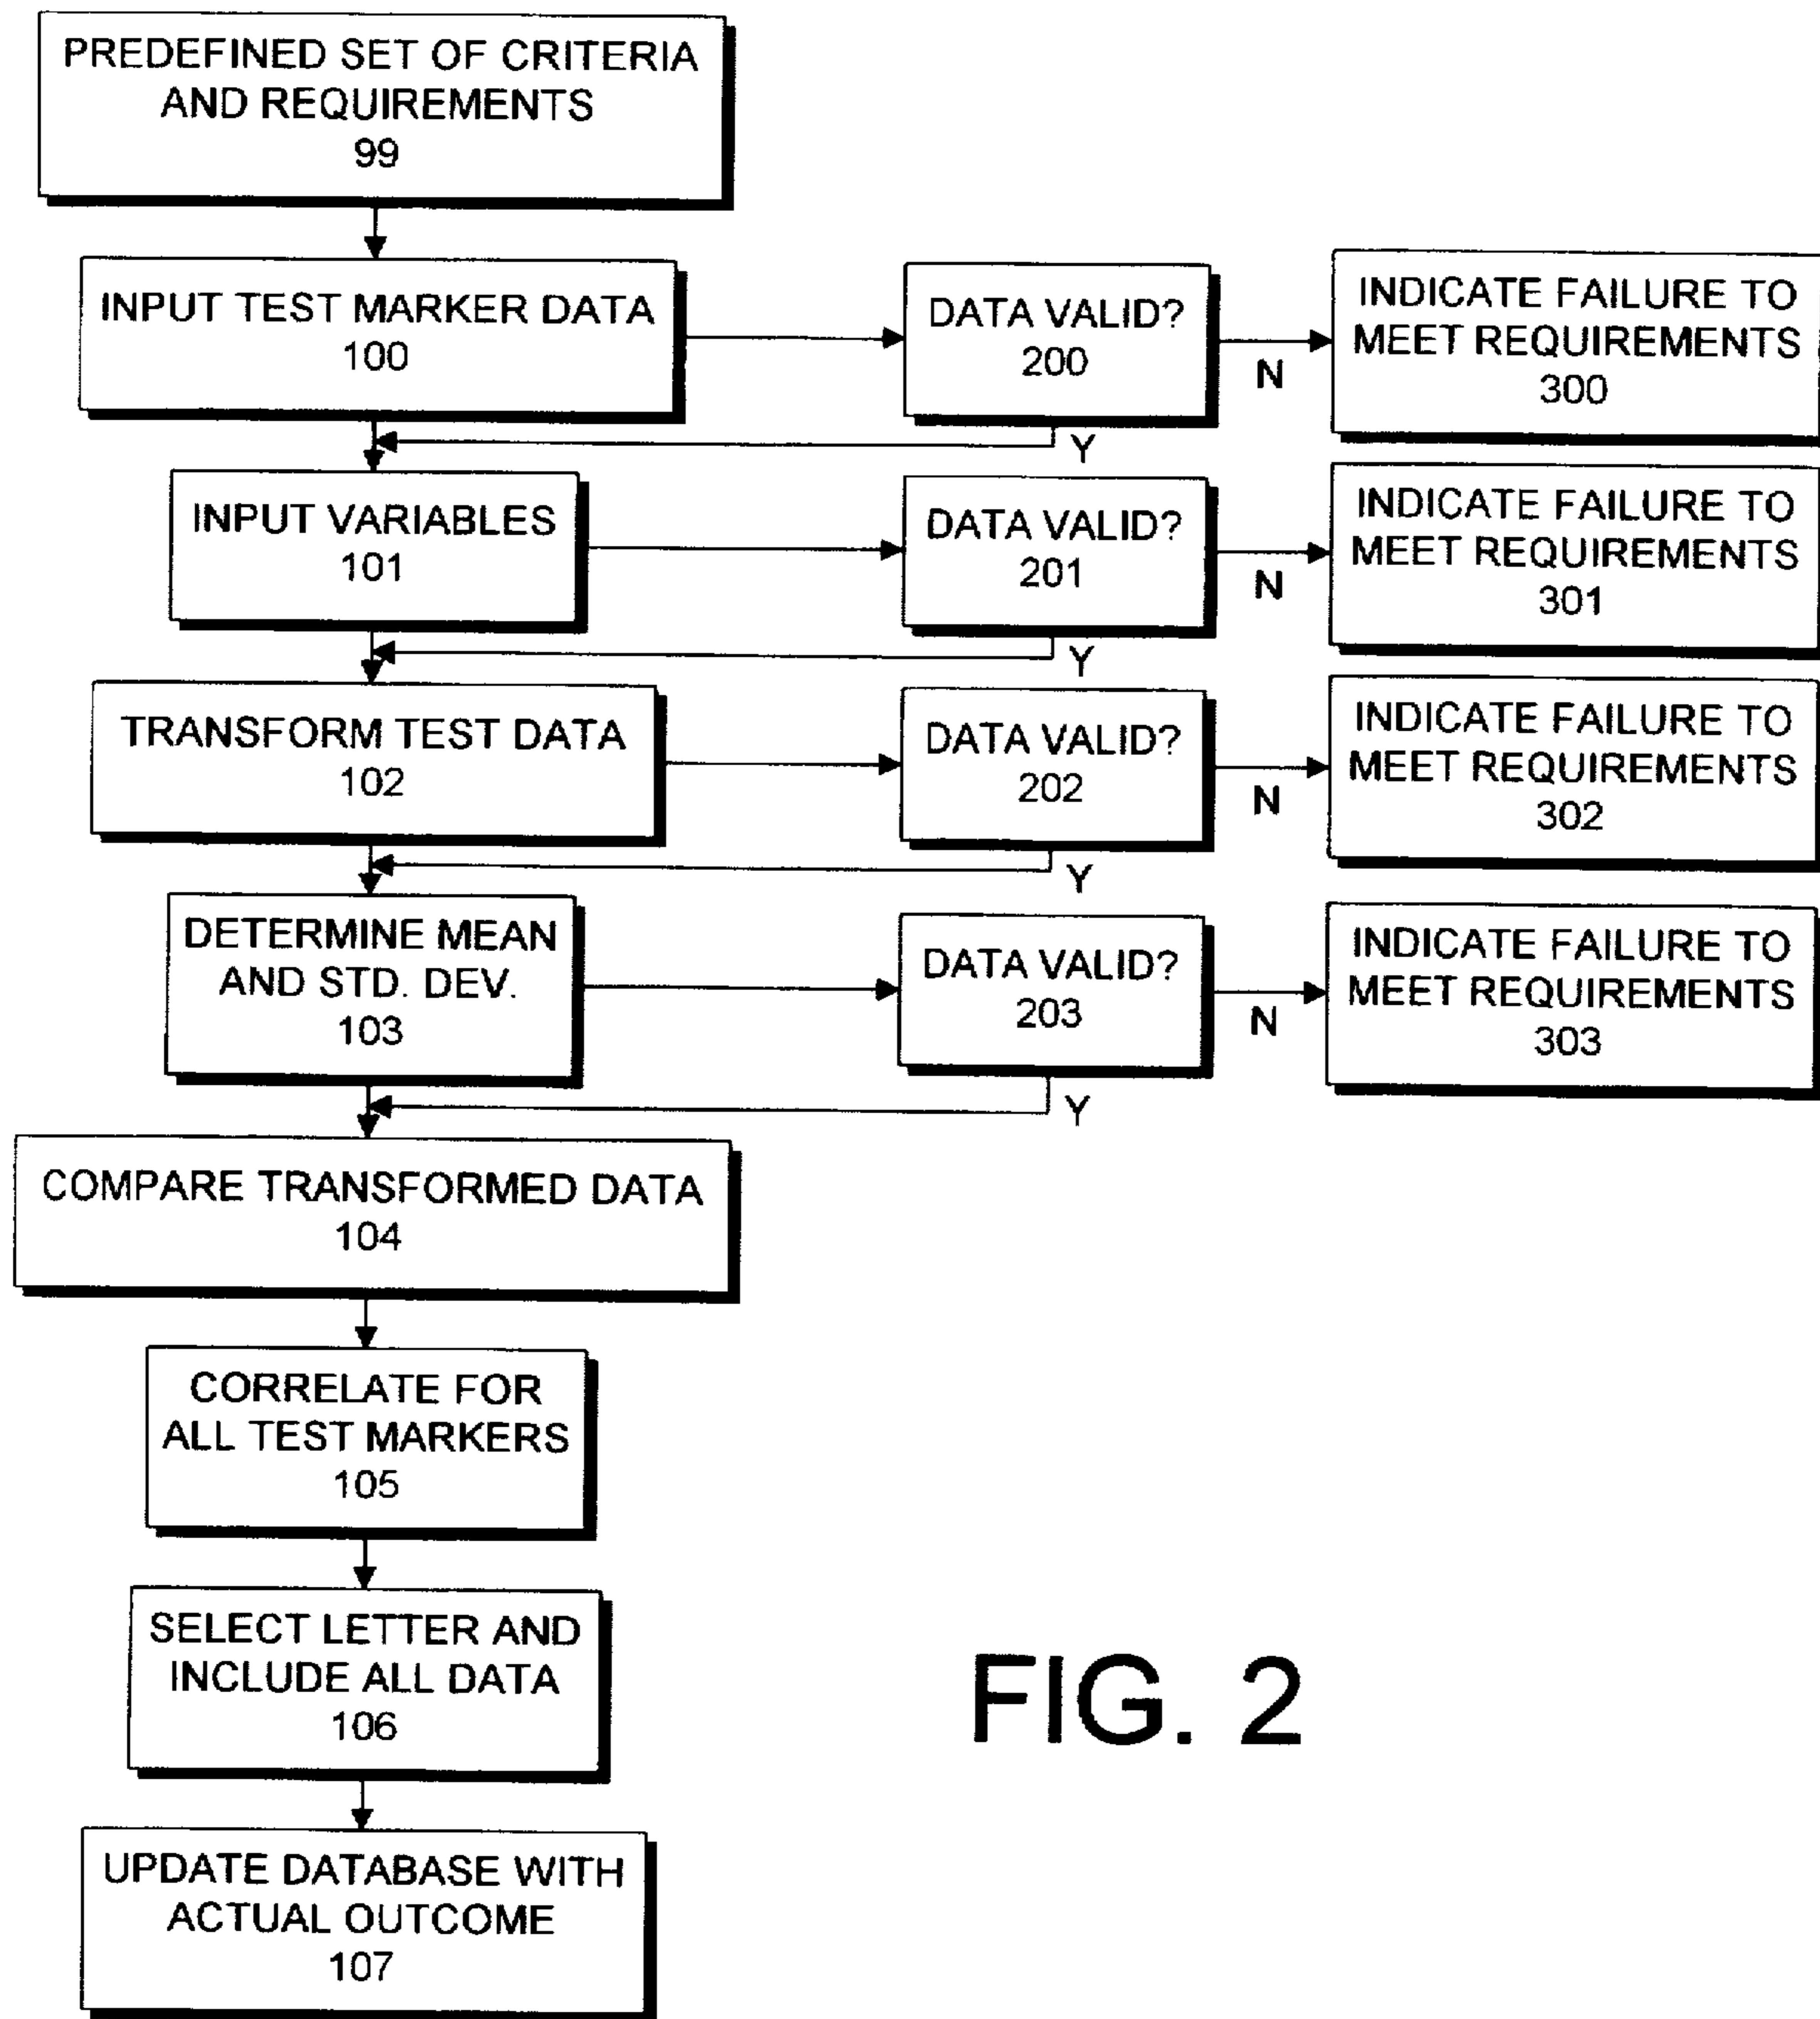 PREDEFINED SET OF CRITERIA
AND REQUIREMENTS
99
INPUT TEST MARKER DATA
100
DATA VALID?
200
N
Y
INDICATE FAILURE TO
MEET REQUIREMENTS
300
INPUT VARIABLES
101
DATA VALID?
201
N
Y
INDICATE FAILURE TO
MEET REQUIREMENTS
301
TRANSFORM TEST DATA
102
DATA VALID?
202
N
Y
INDICATE FAILURE TO
MEET REQUIREMENTS
302
DETERMINE MEAN
AND STD. DEV.
103
DATA VALID?
203
N
Y
INDICATE FAILURE TO
MEET REQUIREMENTS
303
COMPARE TRANSFORMED DATA
104
CORRELATE FOR
ALL TEST MARKERS
105
SELECT LETTER AND
INCLUDE ALL DATA
106
UPDATE DATABASE WITH
ACTUAL OUTCOME
107
FIG. 2